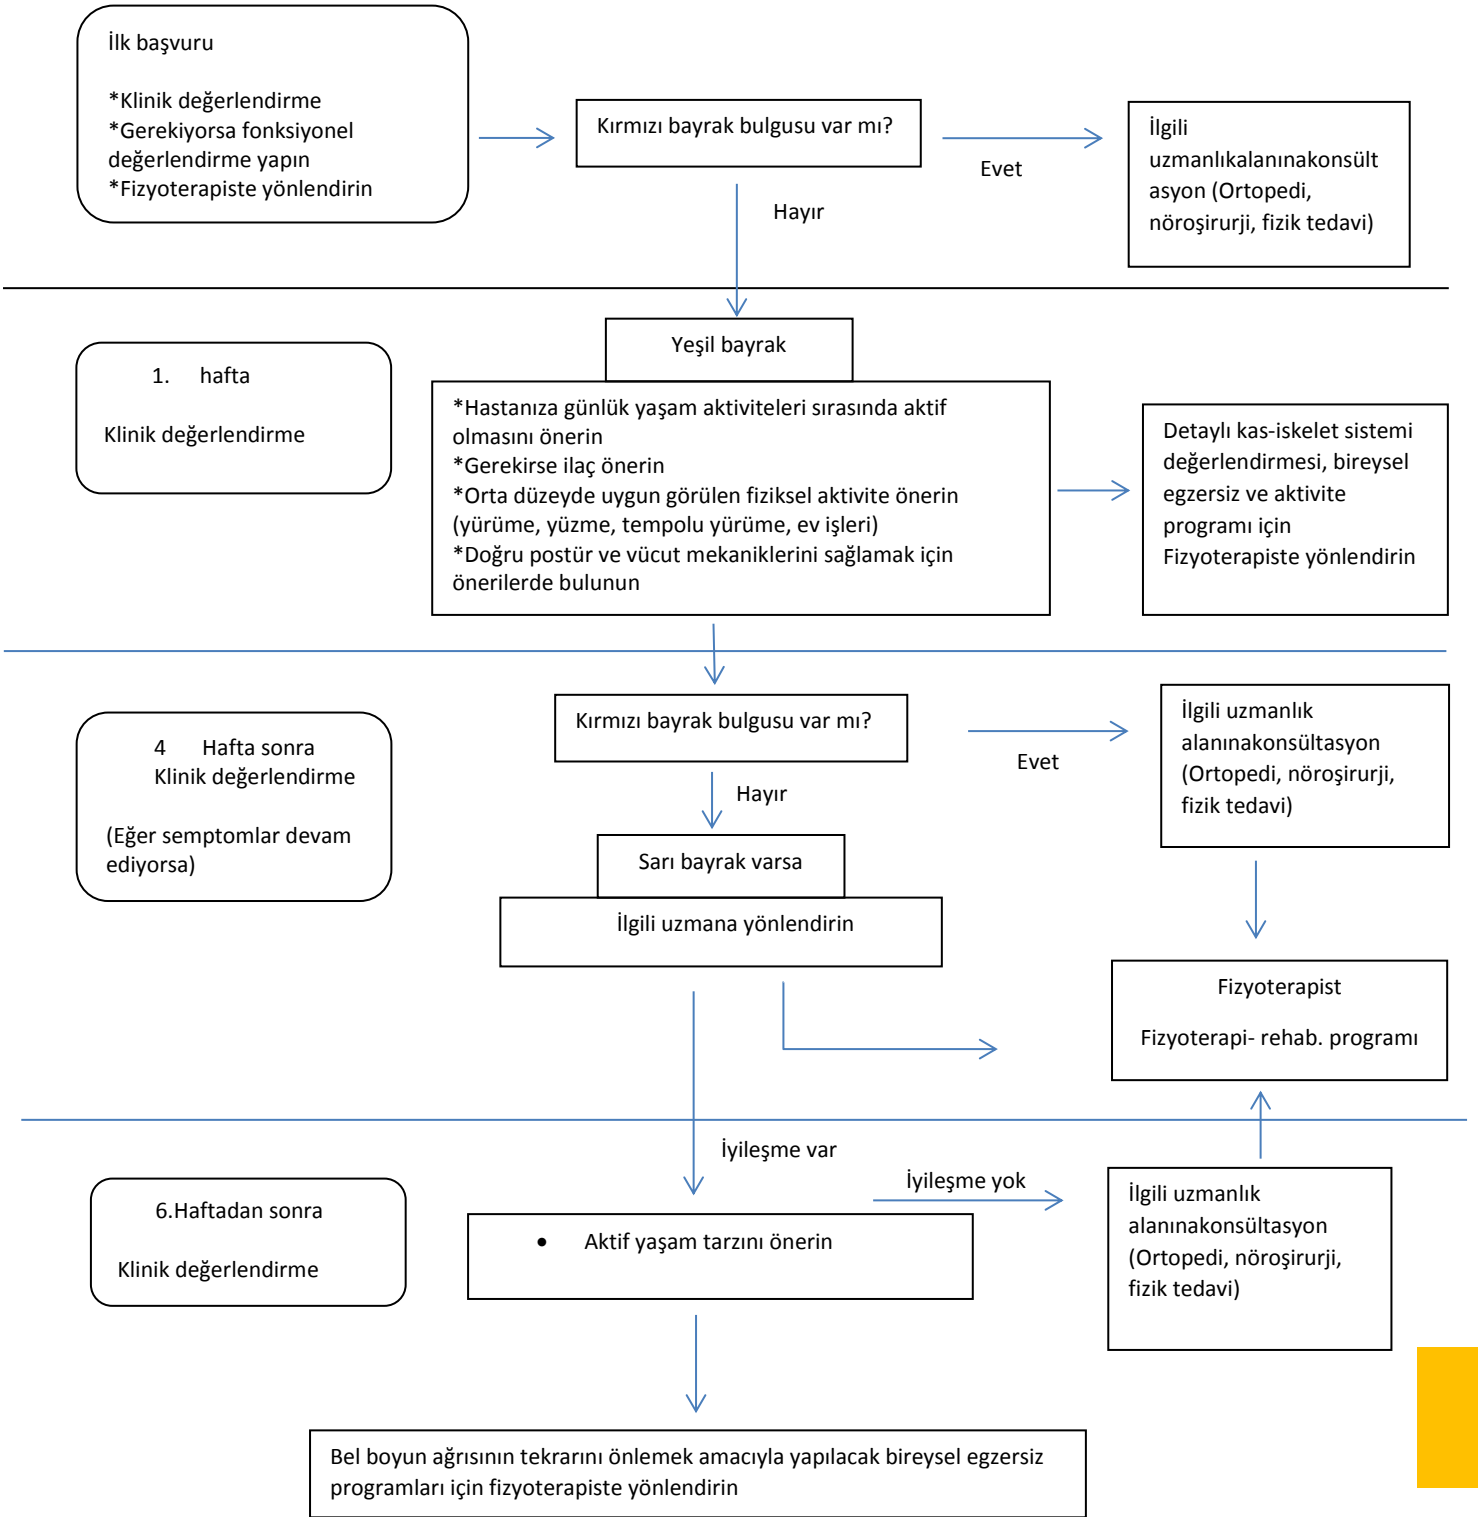 İlk başvuru
*Klinik değerlendirme
*Gerekiyorsa fonksiyonel
değerlendirme yapın
*Fizyoterapiste yönlendirin
Kırmızı bayrak bulgusu var mı?
Evet
Hayır
İlgili
uzmanlıkalanınakonsült
asyon (Ortopedi,
nöroşirurji, fizik tedavi)
1. hafta
Klinik değerlendirme
Yeşil bayrak
*Hastanıza günlük yaşam aktiviteleri sırasında aktif
olmasını önerin
*Gerekirse ilaç önerin
*Orta düzeyde uygun görülen fiziksel aktivite önerin
(yürüme, yüzme, tempolu yürüme, ev işleri)
*Doğru postür ve vücut mekaniklerini sağlamak için
önerilerde bulunun
Detaylı kas-iskelet sistemi
değerlendirmesi, bireysel
egzersiz ve aktivite
programı için
Fizyoterapiste yönlendirin
4 Hafta sonra
Klinik değerlendirme
(Eğer semptomlar devam
ediyorsa)
Kırmızı bayrak bulgusu var mı?
Evet
Hayır
İlgili uzmanlık
alanınakonsültasyon
(Ortopedi, nöroşirurji,
fizik tedavi)
Sarı bayrak varsa
İlgili uzmana yönlendirin
Fizyoterapist
Fizyoterapi- rehab. programı
İyileşme var
İyileşme yok
6.Haftadan sonra
Klinik değerlendirme
• Aktif yaşam tarzını önerin
İlgili uzmanlık
alanınakonsültasyon
(Ortopedi, nöroşirurji,
fizik tedavi)
Bel boyun ağrısının tekrarını önlemek amacıyla yapılacak bireysel egzersiz
programları için fizyoterapiste yönlendirin